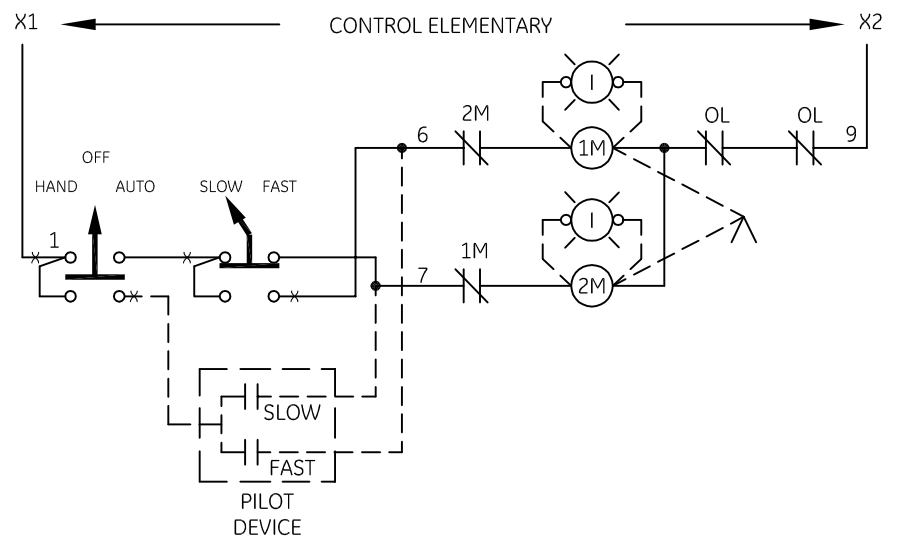 X1
CONTROL ELEMENTARY
X2
OFF
HAND
AUTO
SLOW
FAST
1
6
2M
I
1M
OL
OL
9
7
1M
I
2M
SLOW
FAST
PILOT
DEVICE